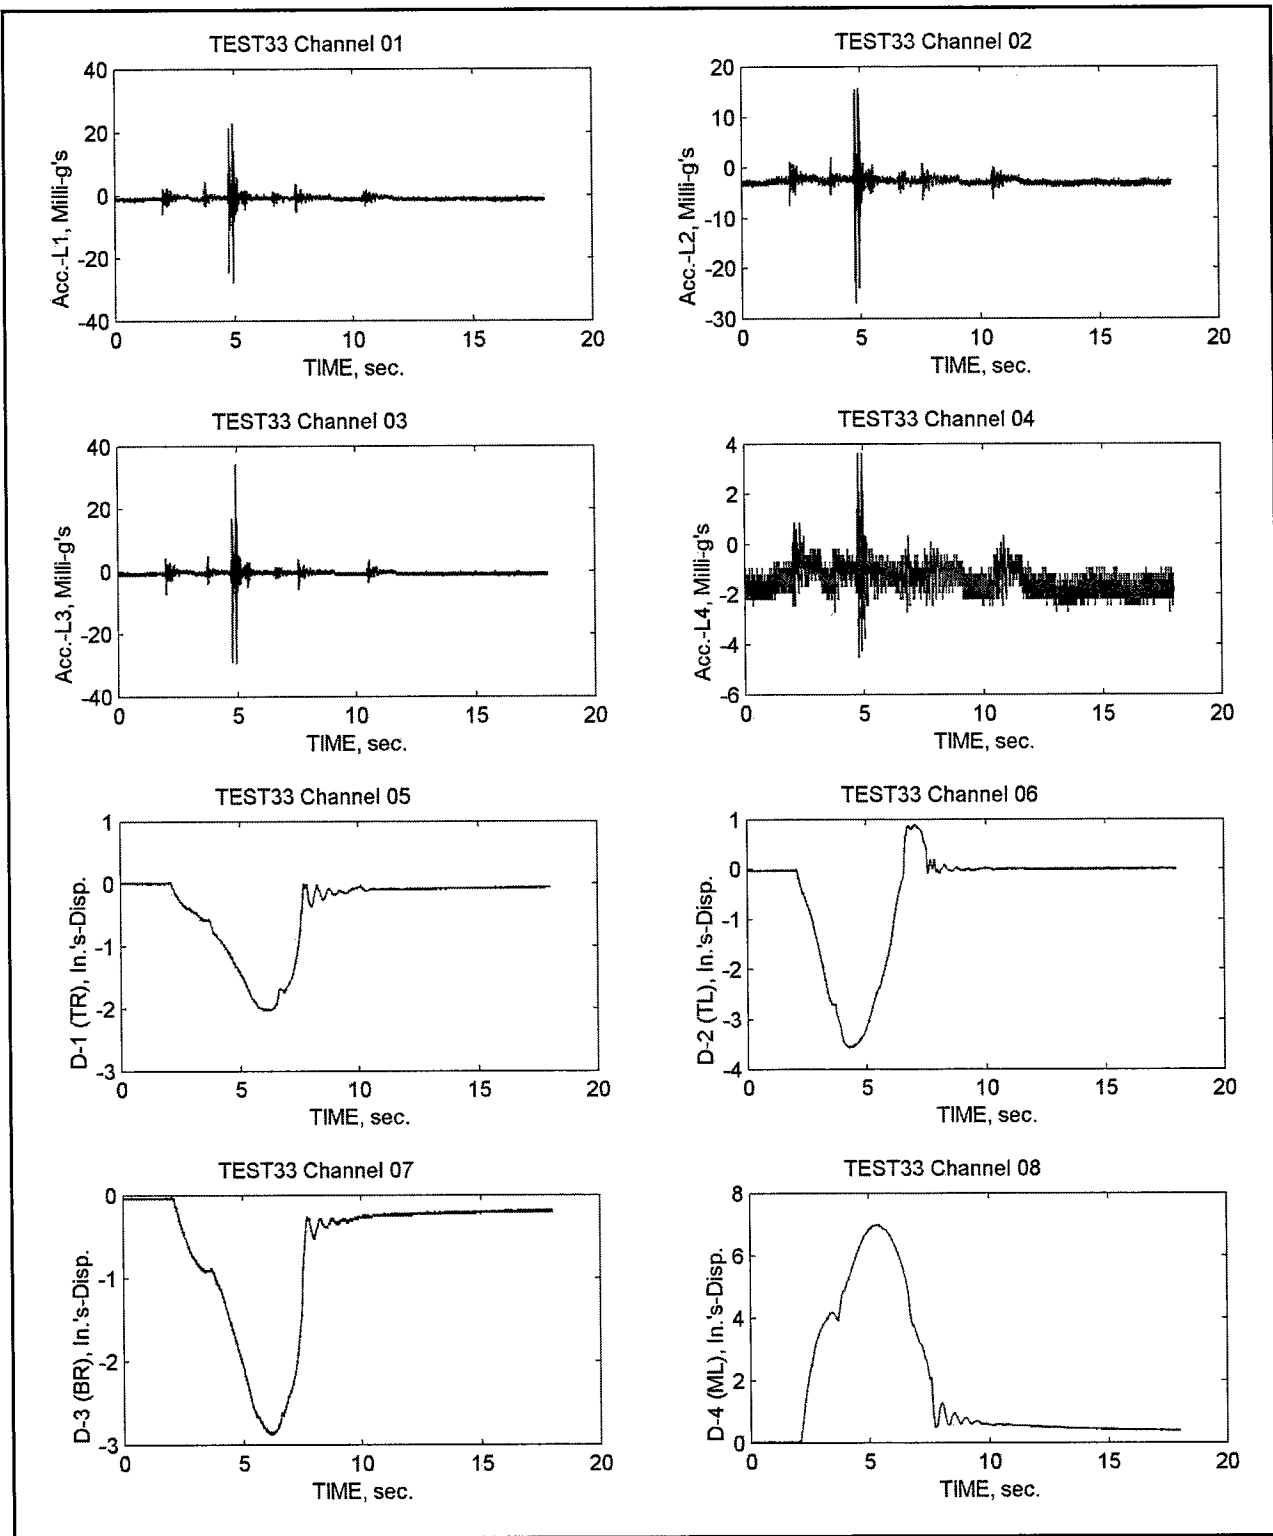 TEST33 Channel 01
40
20
0
-20
-40
Acc.-L1, Milli-g's
0 5 10 15 20
TIME, sec.
TEST33 Channel 02
20
10
0
-10
-20
-30
Acc.-L2, Milli-g's
0 5 10 15 20
TIME, sec.
TEST33 Channel 03
40
20
0
-20
-40
Acc.-L3, Milli-g's
0 5 10 15 20
TIME, sec.
TEST33 Channel 04
4
2
0
-2
-4
-6
Acc.-L4, Milli-g's
0 5 10 15 20
TIME, sec.
TEST33 Channel 05
1
0
-1
-2
-3
D-1 (TR), In.'s-Disp.
0 5 10 15 20
TIME, sec.
TEST33 Channel 06
1
0
-1
-2
-3
-4
D-2 (TL), In.'s-Disp.
0 5 10 15 20
TIME, sec.
TEST33 Channel 07
0
-1
-2
-3
D-3 (BR), In.'s-Disp.
0 5 10 15 20
TIME, sec.
TEST33 Channel 08
8
6
4
2
0
D-4 (ML), In.'s-Disp.
0 5 10 15 20
TIME, sec.